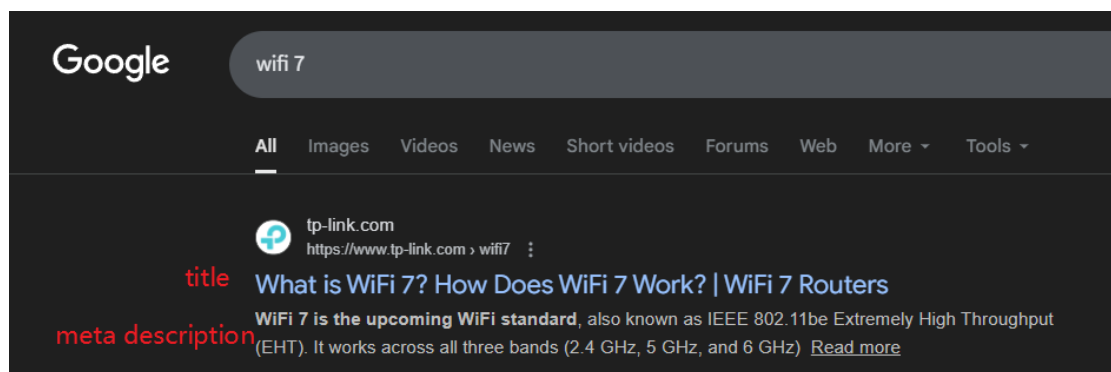 Google
wifi 7
All Images Videos News Short videos Forums Web More Tools
tp-link.com
https://www.tp-link.com › wifi7
title
What is WiFi 7? How Does WiFi 7 Work? | WiFi 7 Routers
WiFi 7 is the upcoming WiFi standard, also known as IEEE 802.11be Extremely High Throughput
meta description
(EHT). It works across all three bands (2.4 GHz, 5 GHz, and 6 GHz) Read more